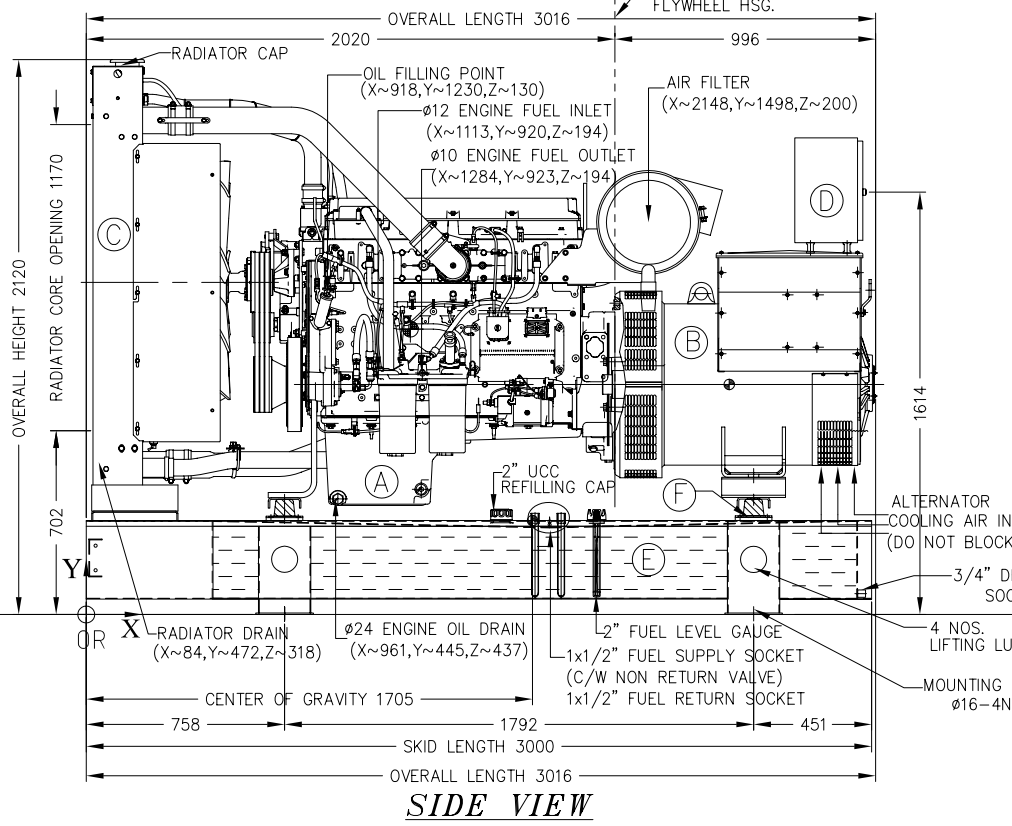 FLYWHEEL HSG.
OVERALL LENGTH 3016
2020
996
RADIATOR CAP
OIL FILLING POINT
(X~918,Y~1230,Z~130)
AIR FILTER
(X~2148,Y~1498,Z~200)
ø12 ENGINE FUEL INLET
(X~1113,Y~920,Z~194)
ø10 ENGINE FUEL OUTLET
(X~1284,Y~923,Z~194)
OVERALL HEIGHT 2120
RADIATOR CORE OPENING 1170
702
1614
C
D
B
A
F
E
2" UCC
REFILLING CAP
ALTERNATOR
COOLING AIR IN
(DO NOT BLOCK
Y
X
OR
3/4" D
SOC
RADIATOR DRAIN
(X~84,Y~472,Z~318)
ø24 ENGINE OIL DRAIN
(X~961,Y~445,Z~437)
2" FUEL LEVEL GAUGE
1x1/2" FUEL SUPPLY SOCKET
(C/W NON RETURN VALVE)
1x1/2" FUEL RETURN SOCKET
4 NOS.
LIFTING LU
MOUNTING
ø16-4N
CENTER OF GRAVITY 1705
758
1792
451
SKID LENGTH 3000
OVERALL LENGTH 3016
SIDE VIEW